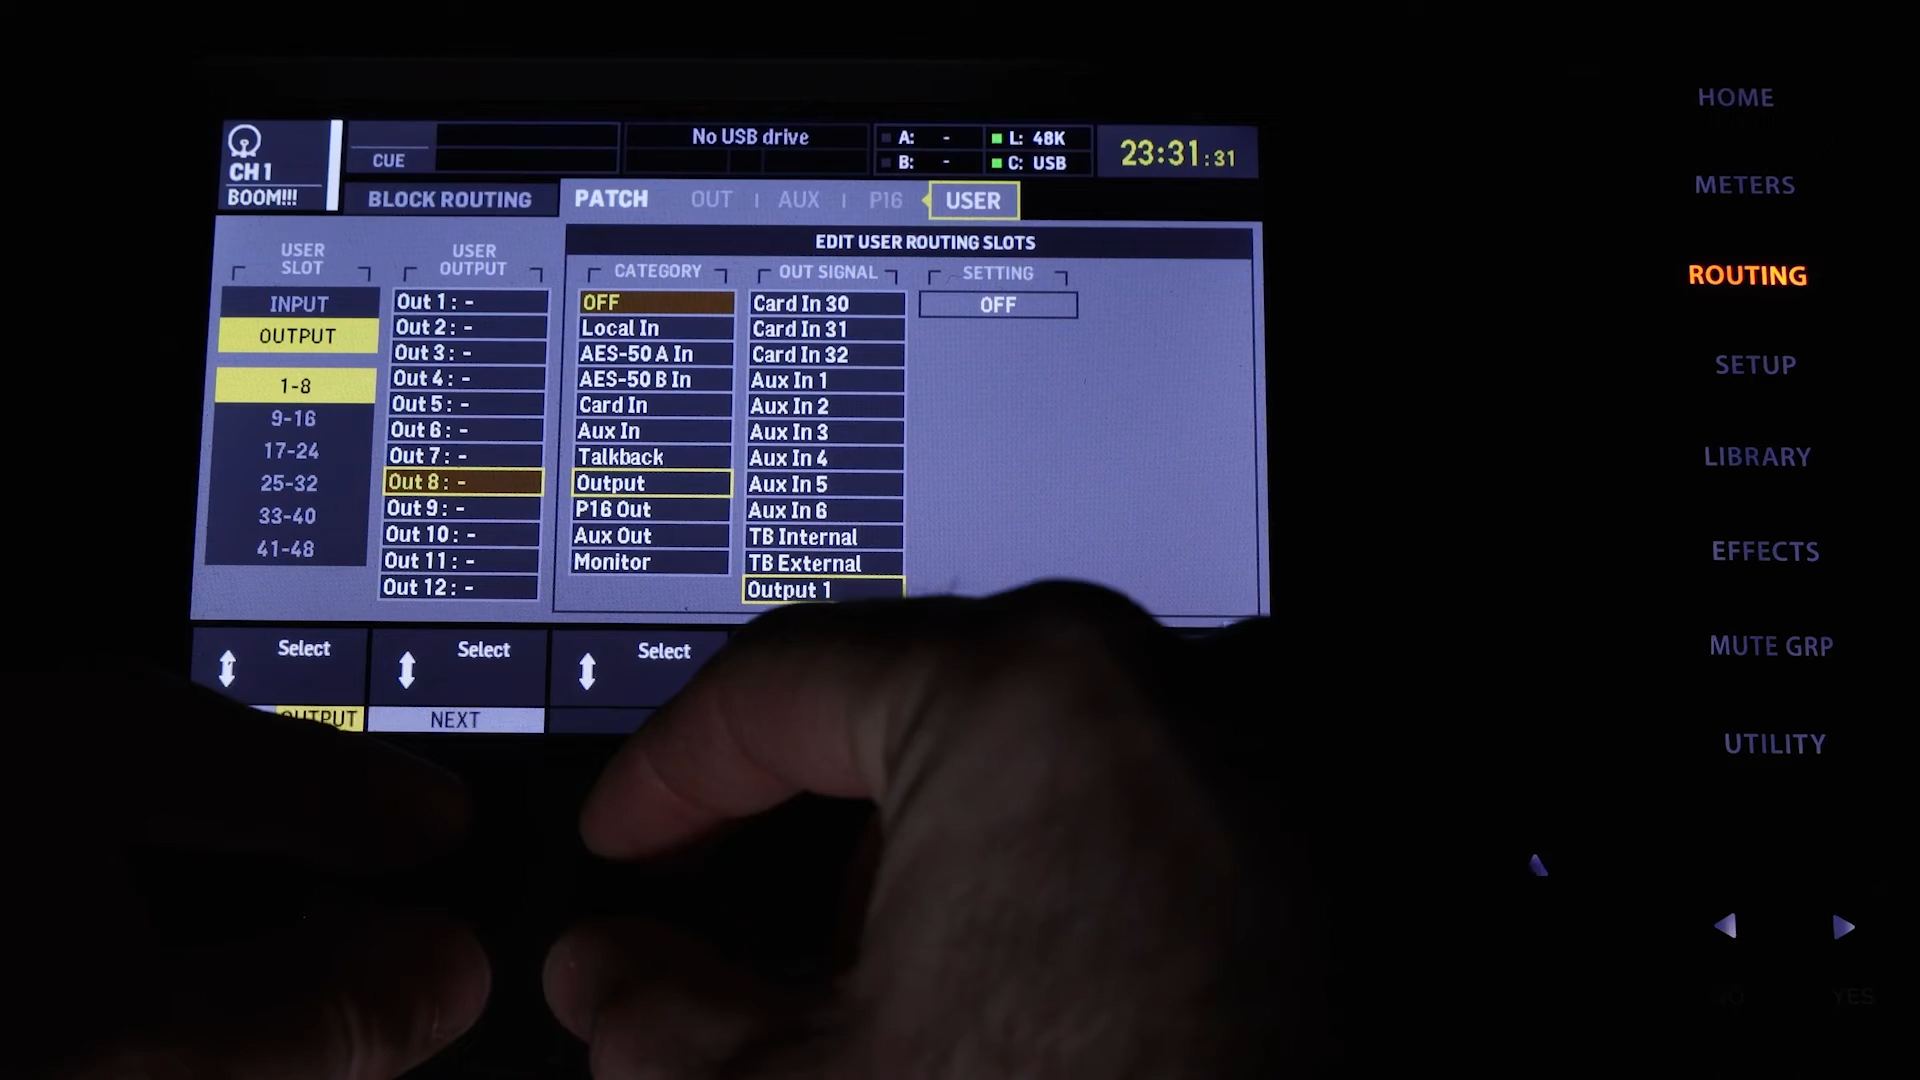 HOME
METERS
ROUTING
SETUP
LIBRARY
EFFECTS
MUTE GRP
UTILITY
YES
CH 1
BOOM!!!
CUE
No USB drive
A: -
B: -
L: 48K
C: USB
23:31:31
BLOCK ROUTING
PATCH
OUT
AUX
P16
USER
USER
SLOT
INPUT
OUTPUT
1-8
9-16
17-24
25-32
33-40
41-48
USER
OUTPUT
Out 1 : -
Out 2 : -
Out 3 : -
Out 4 : -
Out 5 : -
Out 6 : -
Out 7 : -
Out 8 : -
Out 9 : -
Out 10 : -
Out 11 : -
Out 12 : -
EDIT USER ROUTING SLOTS
CATEGORY
OFF
Local In
AES-50 A In
AES-50 B In
Card In
Aux In
Talkback
Output
P16 Out
Aux Out
Monitor
OUT SIGNAL
Card In 30
Card In 31
Card In 32
Aux In 1
Aux In 2
Aux In 3
Aux In 4
Aux In 5
Aux In 6
TB Internal
TB External
Output 1
SETTING
OFF
Select
Select
Select
OUTPUT
NEXT